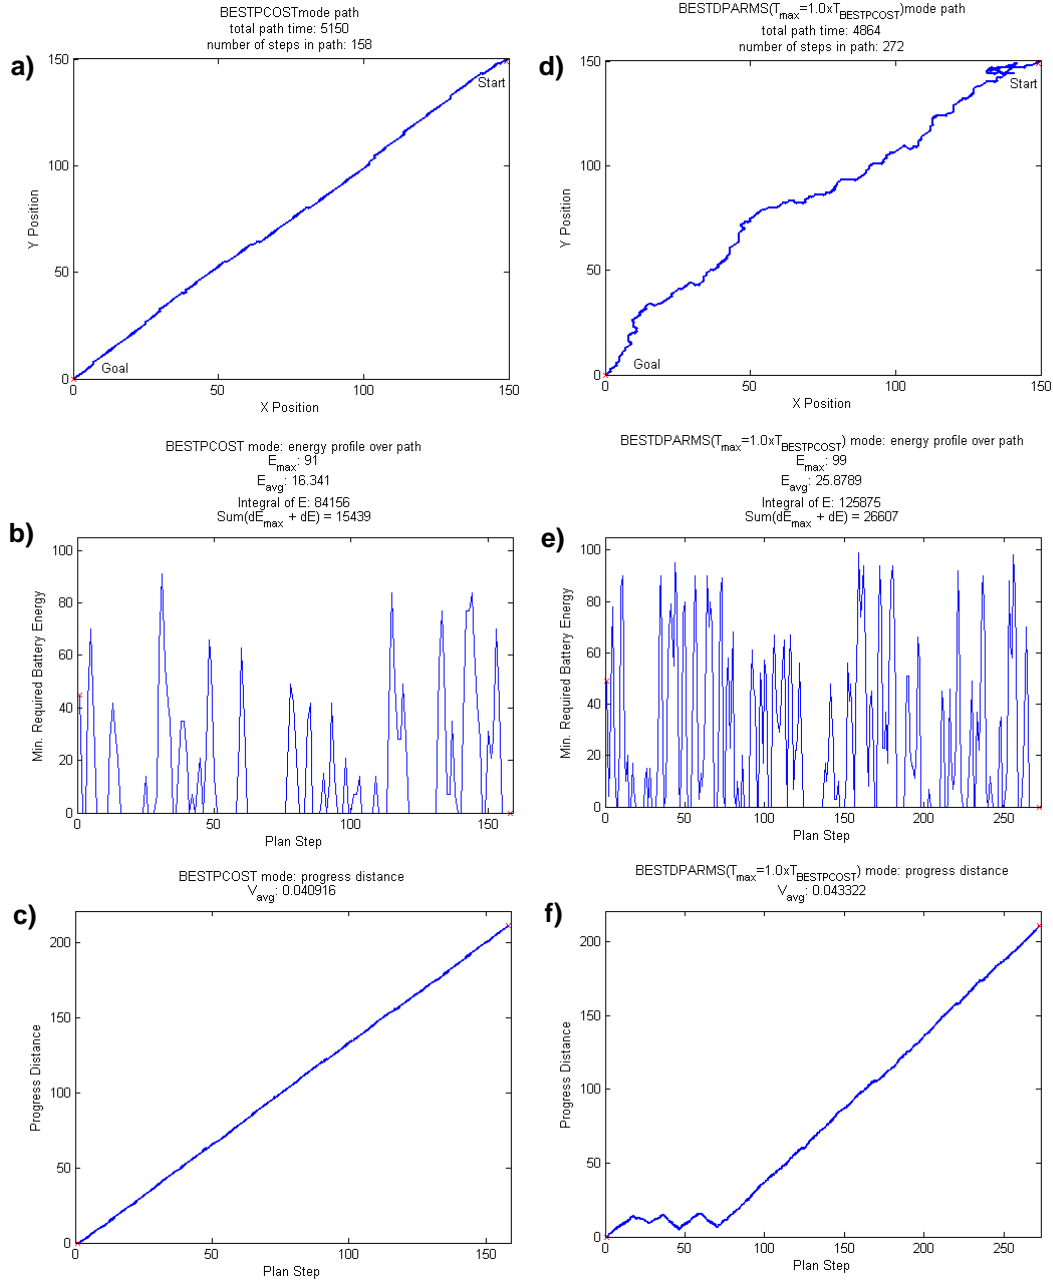 a)
BESTPCOSTmode path
total path time: 5150
number of steps in path: 158
150
100
50
0
Y Position
Start
Goal
0
50
100
150
X Position
d)
BESTDPARMS(Tmax=1.0xTBESTPCOST)mode path
total path time: 4864
number of steps in path: 272
150
100
50
0
Y Position
Start
Goal
0
50
100
150
X Position
b)
BESTPCOST mode: energy profile over path
Emax: 91
Eavg: 16.341
Integral of E: 84156
Sum(dEmax + dE) = 15439
100
80
60
40
20
0
Min. Required Battery Energy
50
100
150
Plan Step
e)
BESTDPARMS(Tmax=1.0xTBESTPCOST) mode: energy profile over path
Emax: 99
Eavg: 25.8789
Integral of E: 125875
Sum(dEmax + dE) = 26607
100
80
60
40
20
0
Min. Required Battery Energy
0
50
100
150
200
250
Plan Step
c)
BESTPCOST mode: progress distance
Vavg: 0.040916
200
150
100
50
0
Progress Distance
50
100
150
Plan Step
f)
BESTDPARMS(Tmax=1.0xTBESTPCOST) mode: progress distance
Vavg: 0.043322
200
150
100
50
0
Progress Distance
0
50
100
150
200
250
Plan Step